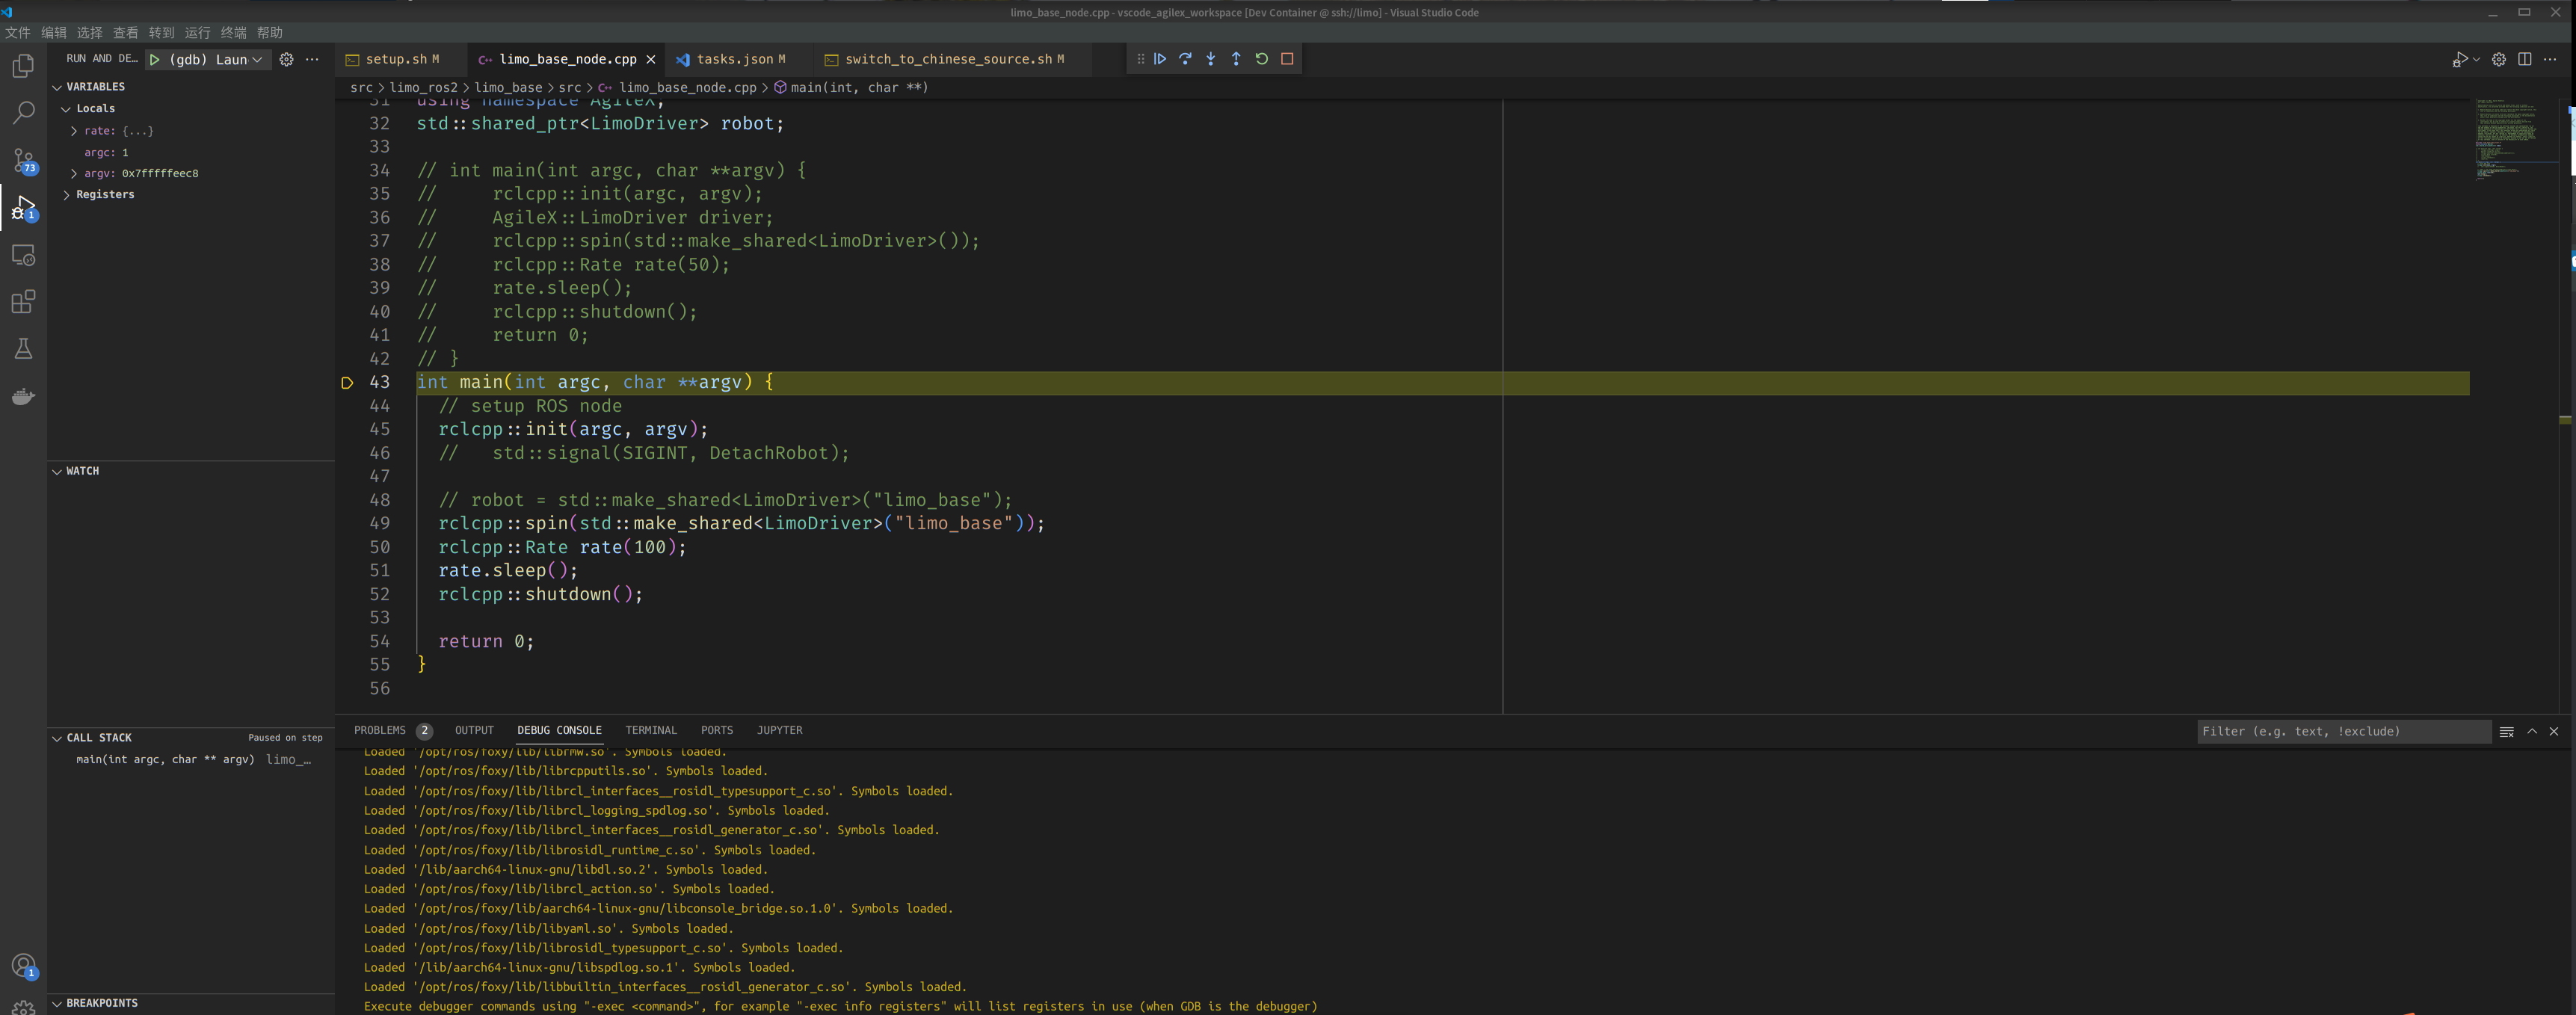 limo_base_node.cpp - vscode_agilex_workspace [Dev Container @ ssh://limo] - Visual Studio Code
文件 编辑 选择 查看 转到 运行 终端 帮助
RUN AND DE... (gdb) Laun
setup.sh M
limo_base_node.cpp
tasks.json M
switch_to_chinese_source.sh M
src > limo_ros2 > limo_base > src > limo_base_node.cpp > main(int, char **)
73
1
1
VARIABLES
Locals
rate: {...}
argc: 1
argv: 0x7fffffeec8
Registers
WATCH
CALL STACK Paused on step
main(int argc, char ** argv) limo_...
BREAKPOINTS
31 using namespace AgileX;
32 std::shared_ptr<LimoDriver> robot;
33
34 // int main(int argc, char **argv) {
35 //     rclcpp::init(argc, argv);
36 //     AgileX::LimoDriver driver;
37 //     rclcpp::spin(std::make_shared<LimoDriver>());
38 //     rclcpp::Rate rate(50);
39 //     rate.sleep();
40 //     rclcpp::shutdown();
41 //     return 0;
42 // }
43 int main(int argc, char **argv) {
44   // setup ROS node
45   rclcpp::init(argc, argv);
46   //   std::signal(SIGINT, DetachRobot);
47
48   // robot = std::make_shared<LimoDriver>("limo_base");
49   rclcpp::spin(std::make_shared<LimoDriver>("limo_base"));
50   rclcpp::Rate rate(100);
51   rate.sleep();
52   rclcpp::shutdown();
53
54   return 0;
55 }
56
PROBLEMS 2 OUTPUT DEBUG CONSOLE TERMINAL PORTS JUPYTER
Filter (e.g. text, !exclude)
Loaded '/opt/ros/foxy/lib/librmw.so'. Symbols loaded.
Loaded '/opt/ros/foxy/lib/librcpputils.so'. Symbols loaded.
Loaded '/opt/ros/foxy/lib/librcl_interfaces__rosidl_typesupport_c.so'. Symbols loaded.
Loaded '/opt/ros/foxy/lib/librcl_logging_spdlog.so'. Symbols loaded.
Loaded '/opt/ros/foxy/lib/librcl_interfaces__rosidl_generator_c.so'. Symbols loaded.
Loaded '/opt/ros/foxy/lib/librosidl_runtime_c.so'. Symbols loaded.
Loaded '/lib/aarch64-linux-gnu/libdl.so.2'. Symbols loaded.
Loaded '/opt/ros/foxy/lib/librcl_action.so'. Symbols loaded.
Loaded '/opt/ros/foxy/lib/aarch64-linux-gnu/libconsole_bridge.so.1.0'. Symbols loaded.
Loaded '/opt/ros/foxy/lib/libyaml.so'. Symbols loaded.
Loaded '/opt/ros/foxy/lib/librosidl_typesupport_c.so'. Symbols loaded.
Loaded '/lib/aarch64-linux-gnu/libspdlog.so.1'. Symbols loaded.
Loaded '/opt/ros/foxy/lib/libbuiltin_interfaces__rosidl_generator_c.so'. Symbols loaded.
Execute debugger commands using "-exec <command>", for example "-exec info registers" will list registers in use (when GDB is the debugger)